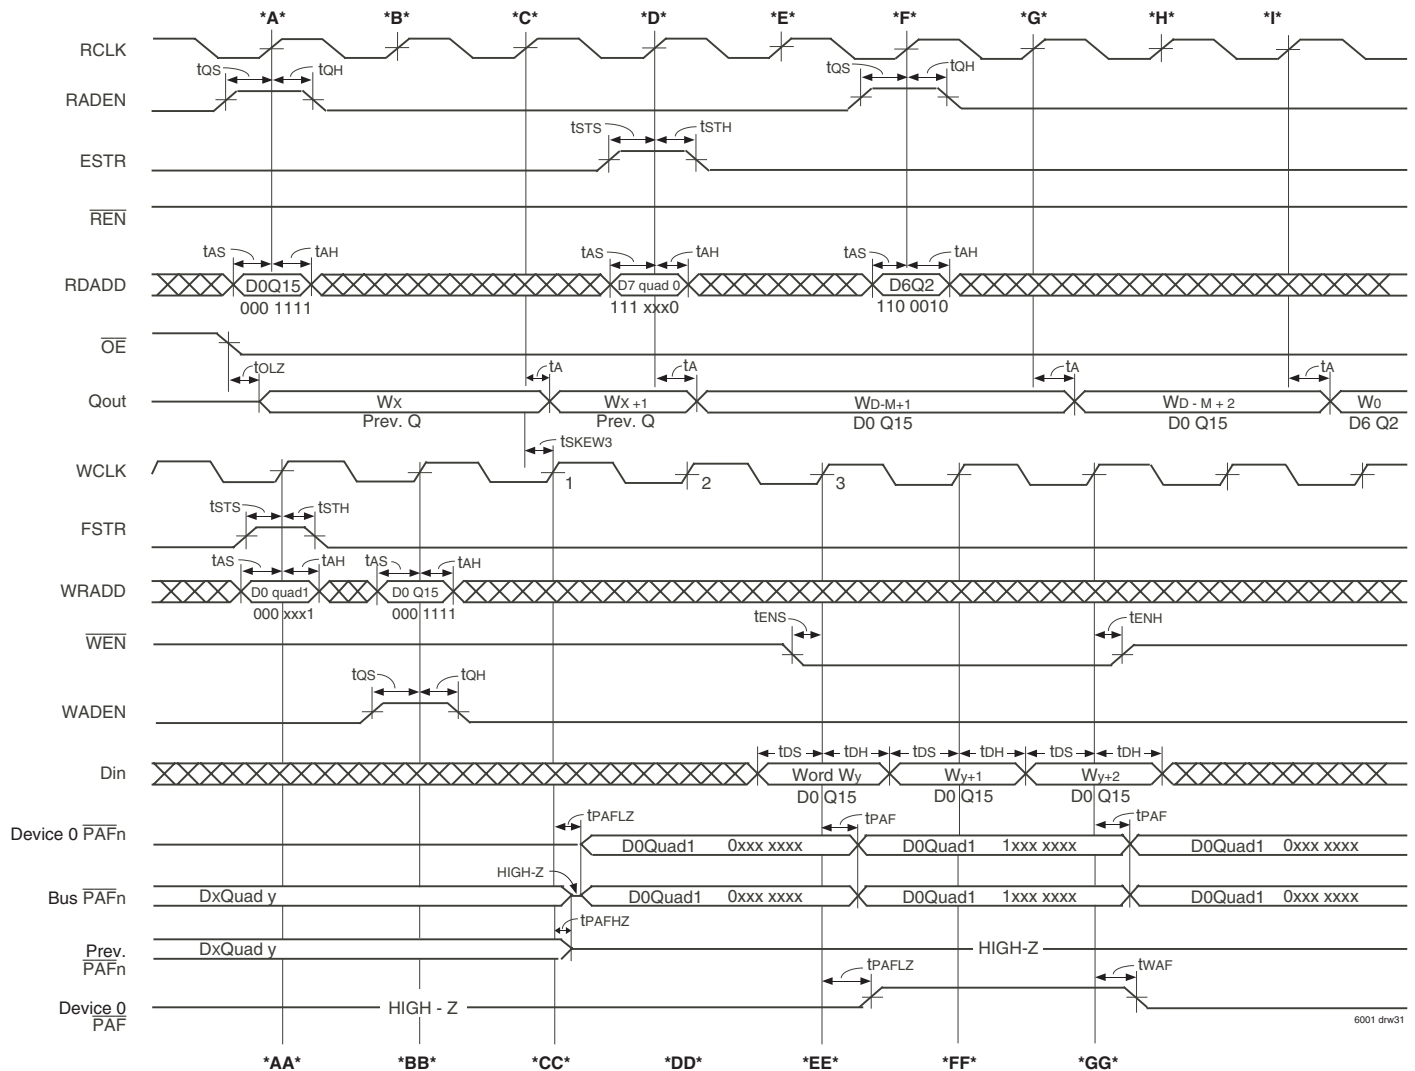 *A* *B* *C* *D* *E* *F* *G* *H* *I*
RCLK
tQS tQH tQS tQH
RADEN
tSTS tSTH
ESTR
REN
tAS tAH tAS tAH tAS tAH
RDADD D0Q15 D7 quad 0 D6Q2
000 1111 111 xxx0 110 0010
OE
tOLZ tA tA tA tA
Qout WX WX +1 WD-M+1 WD - M + 2 W0
Prev. Q Prev. Q D0 Q15 D0 Q15 D6 Q2
tSKEW3
WCLK 1 2 3
tSTS tSTH
FSTR
tAS tAH tAS tAH
WRADD D0 quad1 D0 Q15
000 xxx1 000 1111
tENS tENH
WEN
tQS tQH
WADEN
tDS tDH tDS tDH tDS tDH
Din Word Wy Wy+1 Wy+2
D0 Q15 D0 Q15 D0 Q15
tPAFLZ tPAF tPAF
Device 0 PAFn D0Quad1 0xxx xxxx D0Quad1 1xxx xxxx D0Quad1 0xxx xxxx
HIGH-Z
Bus PAFn DxQuad y D0Quad1 0xxx xxxx D0Quad1 1xxx xxxx D0Quad1 0xxx xxxx
tPAFHZ
Prev. DxQuad y HIGH-Z
PAFn
tPAFLZ tWAF
Device 0 HIGH - Z
PAF
6001 drw31
*AA* *BB* *CC* *DD* *EE* *FF* *GG*